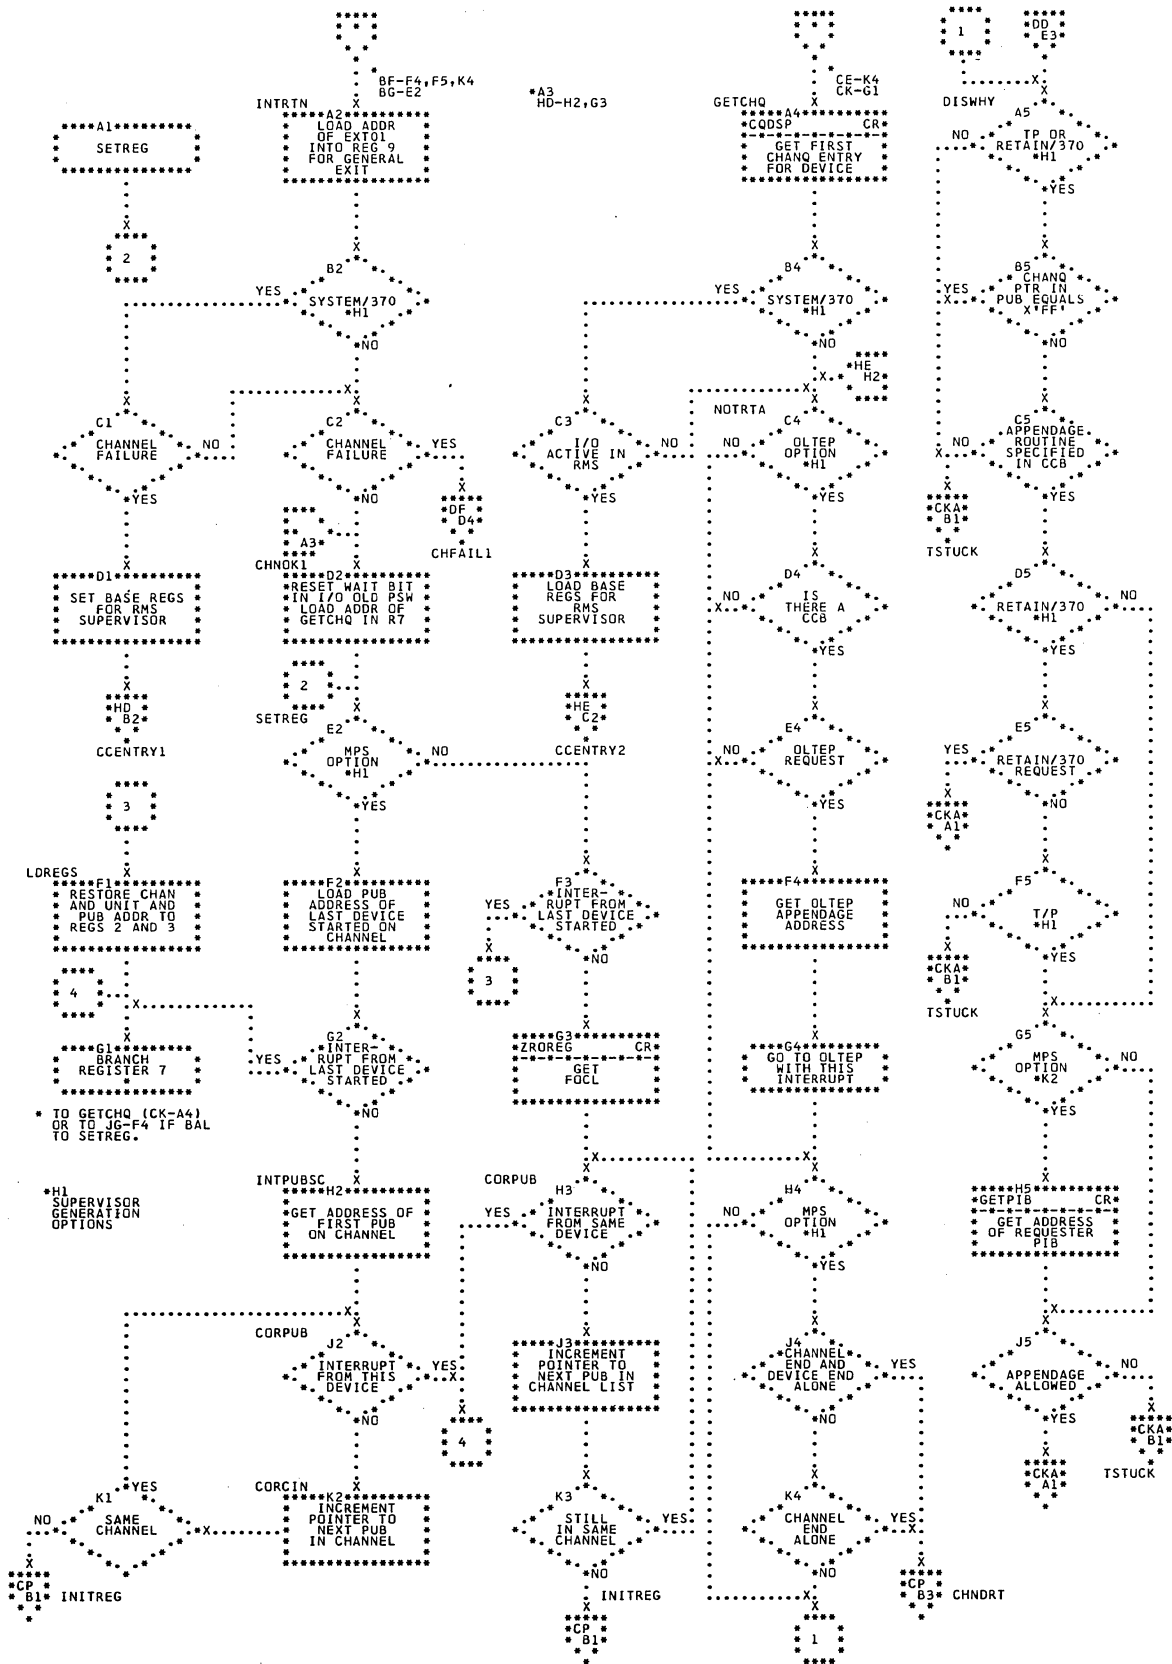 *
BF-F4,F5,K4
BG-E2
*A3
HD-H2,G3
*
CE-K4
CK-G1
1
DD
E3
A1
SETREG
2
INTRTN
A2
LOAD ADDR
OF EXT01
INTO REG 9
FOR GENERAL
EXIT
B2
SYSTEM/370
*H1
YES
*NO
C1
CHANNEL
FAILURE
NO
*YES
C2
CHANNEL
FAILURE
YES
*NO
DF
D4
CHFAIL1
A3
CHNOK1
D1
SET BASE REGS
FOR RMS
SUPERVISOR
HD
B2
CCENTRY1
D2
RESET WAIT BIT
IN I/O OLD PSW
LOAD ADDR OF
GETCHQ IN R7
2
SETREG
E2
MPS
OPTION
*H1
NO
*YES
3
LDREGS
F1
RESTORE CHAN
AND UNIT AND
PUB ADDR TO
REGS 2 AND 3
4
G1
BRANCH
REGISTER 7
* TO GETCHQ (CK-A4)
OR TO JG-F4 IF BAL
TO SETREG.
*H1
SUPERVISOR
GENERATION
OPTIONS
F2
LOAD PUB
ADDRESS OF
LAST DEVICE
STARTED ON
CHANNEL
G2
INTER-
RUPT FROM
LAST DEVICE
STARTED
YES
*NO
INTPUBSC
H2
GET ADDRESS OF
FIRST PUB
ON CHANNEL
CORPUB
J2
INTERRUPT
FROM THIS
DEVICE
YES
*NO
4
CORCIN
K2
INCREMENT
POINTER TO
NEXT PUB
IN CHANNEL
K1
SAME
CHANNEL
*YES
NO
CP
B1
INITREG
C3
I/O
ACTIVE IN
RMS
NO
*YES
D3
LOAD BASE
REGS FOR
RMS
SUPERVISOR
HE
C2
CCENTRY2
F3
INTER-
RUPT FROM
LAST DEVICE
STARTED
YES
*NO
3
G3
*ZROREG CR*
GET
FOCL
CORPUB
H3
INTERRUPT
FROM SAME
DEVICE
YES
*NO
J3
INCREMENT
POINTER TO
NEXT PUB IN
CHANNEL LIST
K3
STILL
IN SAME
CHANNEL
YES
*NO
INITREG
CP
B1
GETCHQ
A4
*CQDSP CR*
GET FIRST
CHANQ ENTRY
FOR DEVICE
B4
SYSTEM/370
*H1
YES
*NO
HE
H2
NOTRTA
C4
OLTEP
OPTION
*H1
NO
*YES
D4
IS
THERE A
CCB
NO
*YES
E4
OLTEP
REQUEST
NO
*YES
F4
GET OLTEP
APPENDAGE
ADDRESS
G4
GO TO OLTEP
WITH THIS
INTERRUPT
H4
MPS
OPTION
*H1
NO
*YES
J4
CHANNEL
END AND
DEVICE END
ALONE
YES
*NO
K4
CHANNEL
END
ALONE
YES
*NO
CP
B3
CHNDRT
1
DISWHY
A5
TP OR
RETAIN/370
*H1
NO
*YES
B5
CHANQ
PTR IN
PUB EQUALS
X'FF'
YES
*NO
C5
APPENDAGE
ROUTINE
SPECIFIED
IN CCB
NO
*YES
CKA
B1
TSTUCK
D5
RETAIN/370
*H1
NO
*YES
E5
RETAIN/370
REQUEST
YES
*NO
CKA
A1
F5
T/P
*H1
NO
*YES
CKA
B1
TSTUCK
G5
MPS
OPTION
*K2
NO
*YES
H5
*GETPIB CR*
GET ADDRESS
OF REQUESTER
PIB
J5
APPENDAGE
ALLOWED
NO
*YES
CKA
B1
TSTUCK
CKA
A1